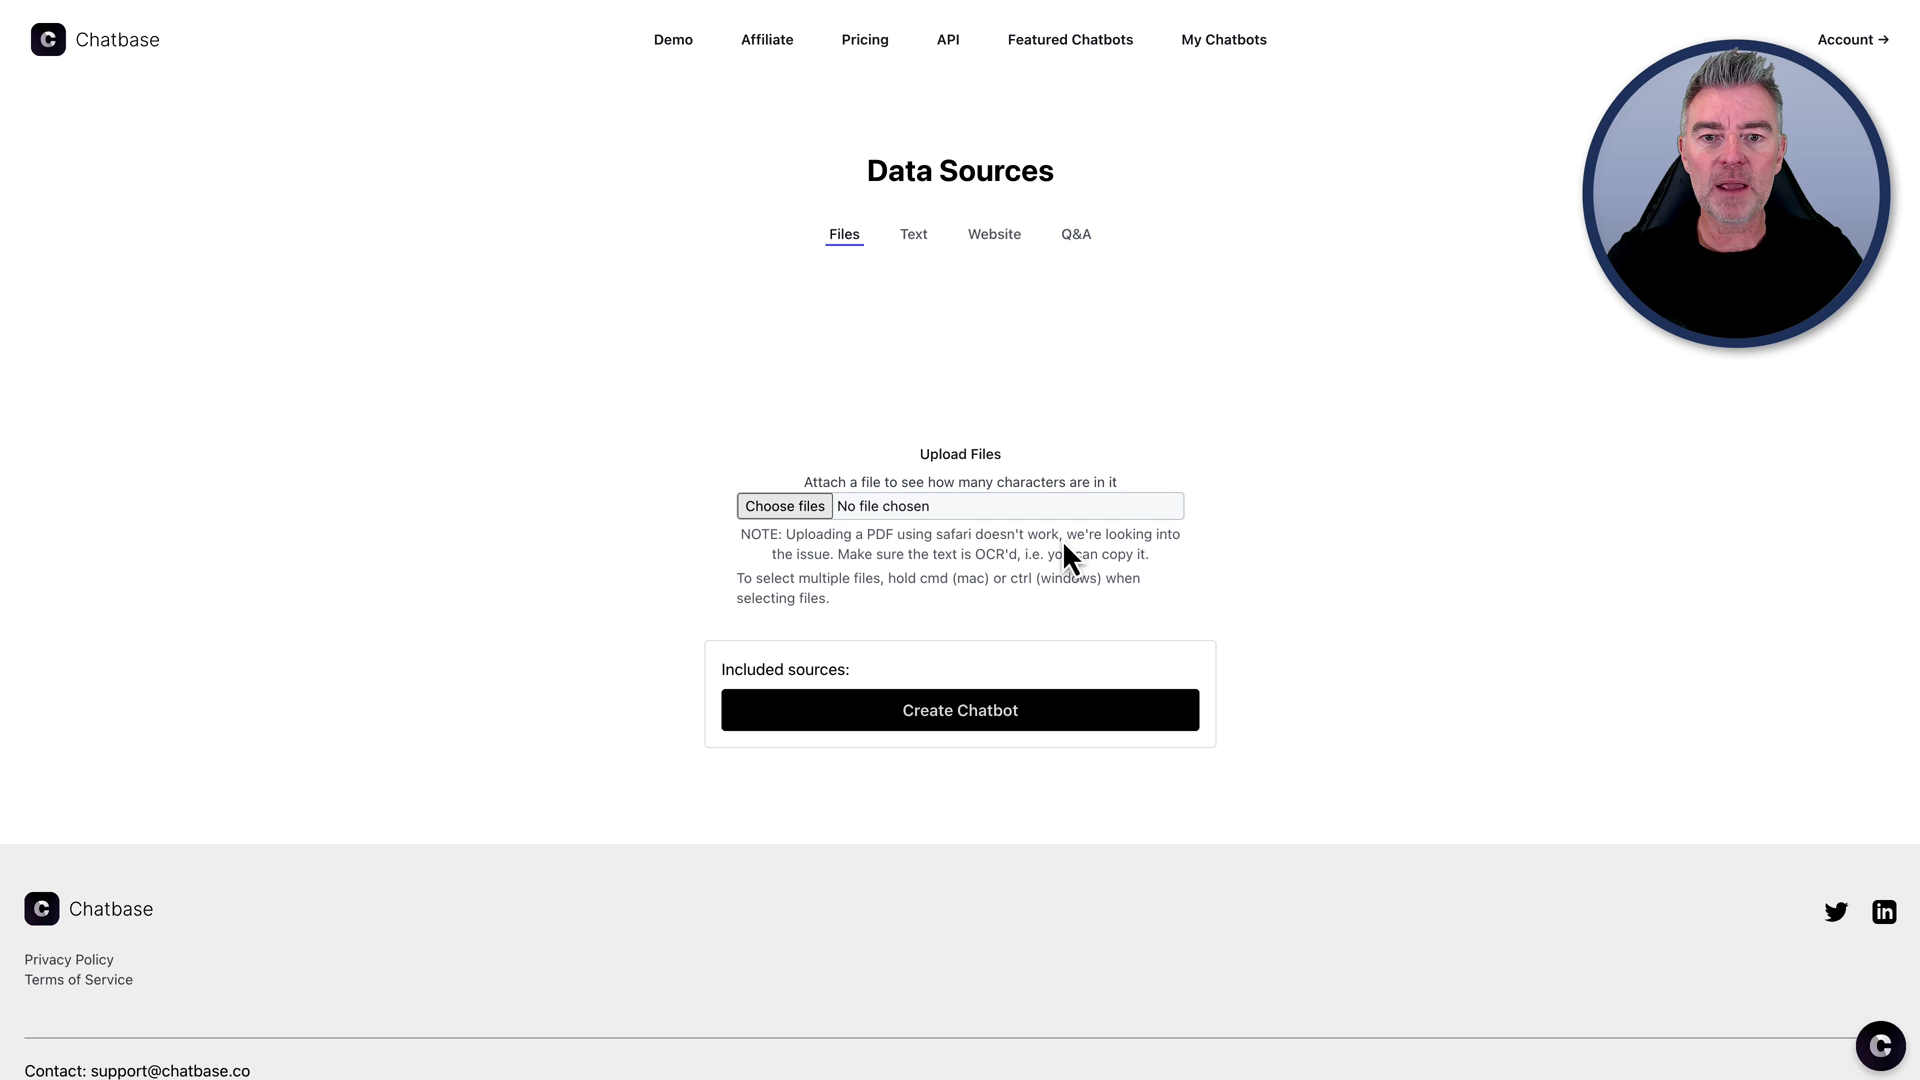 Chatbase
Demo
Affiliate
Pricing
API
Featured Chatbots
My Chatbots
Account →
Data Sources
Files
Text
Website
Q&A
Upload Files
Attach a file to see how many characters are in it
Choose files No file chosen
NOTE: Uploading a PDF using safari doesn't work, we're looking into
the issue. Make sure the text is OCR'd, i.e. you can copy it.
To select multiple files, hold cmd (mac) or ctrl (windows) when
selecting files.
Included sources:
Create Chatbot
Chatbase
Privacy Policy
Terms of Service
Contact: support@chatbase.co